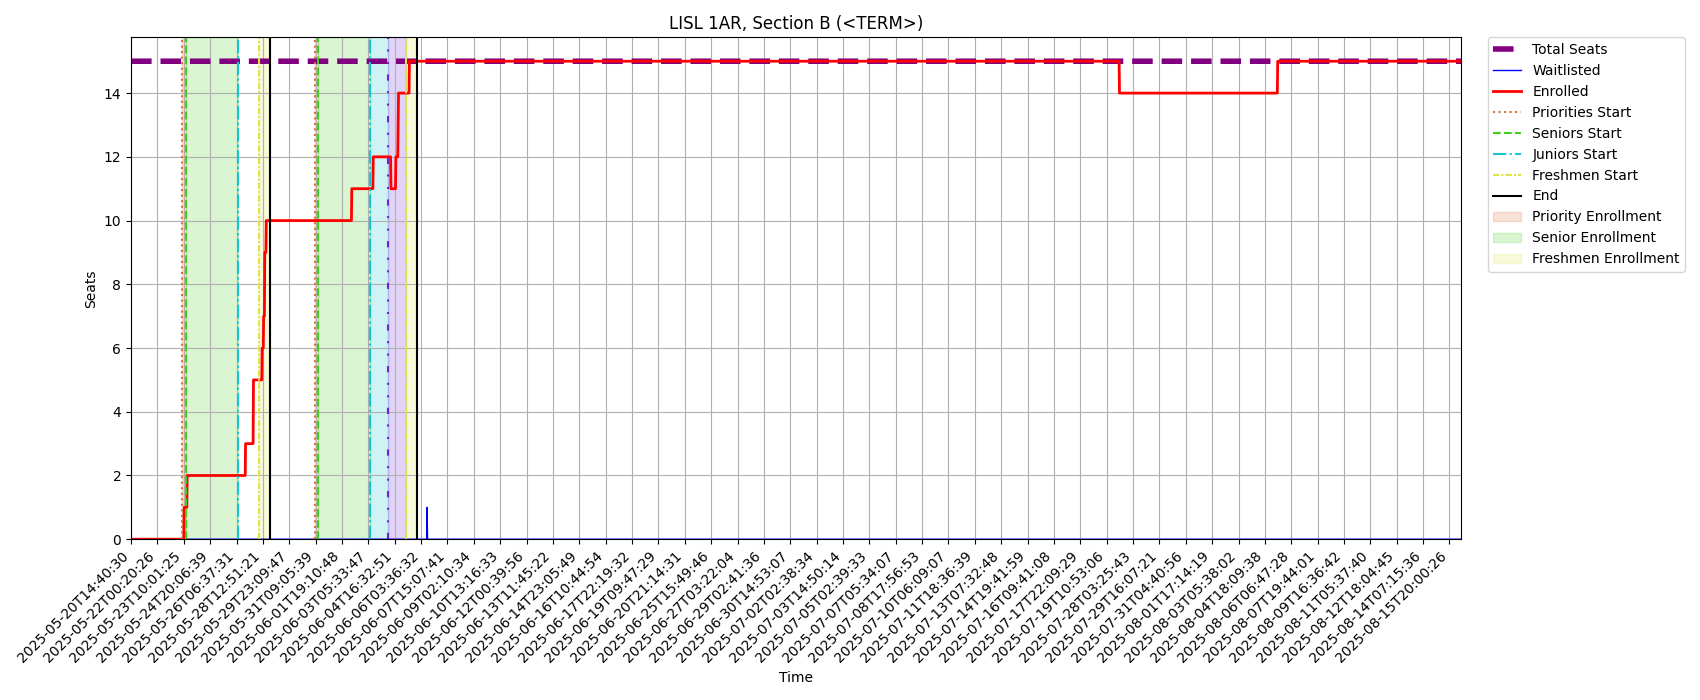 LISL 1AR, Section B (<TERM>)
Total Seats
Waitlisted
Enrolled
Priorities Start
Seniors Start
Juniors Start
Freshmen Start
End
Priority Enrollment
Senior Enrollment
Freshmen Enrollment
Seats
14
12
10
8
6
4
2
0
2025-05-20T14:40:30
2025-05-22T00:20:26
2025-05-23T10:01:25
2025-05-24T20:06:39
2025-05-26T06:37:31
2025-05-28T12:51:21
2025-05-29T23:09:47
2025-05-31T09:05:39
2025-06-01T19:10:48
2025-06-03T05:33:47
2025-06-04T16:32:51
2025-06-06T03:36:32
2025-06-07T15:07:41
2025-06-09T02:10:34
2025-06-10T13:16:33
2025-06-12T00:39:56
2025-06-13T11:45:22
2025-06-14T23:05:49
2025-06-16T10:44:54
2025-06-17T22:19:32
2025-06-19T09:47:29
2025-06-20T21:14:31
2025-06-25T15:49:46
2025-06-27T03:22:04
2025-06-29T02:41:36
2025-06-30T14:53:07
2025-07-02T02:38:34
2025-07-03T14:50:14
2025-07-05T02:39:33
2025-07-07T05:34:07
2025-07-08T17:56:53
2025-07-10T06:09:07
2025-07-11T18:36:39
2025-07-13T07:32:48
2025-07-14T19:41:59
2025-07-16T09:41:08
2025-07-17T22:09:29
2025-07-19T10:53:06
2025-07-28T03:25:43
2025-07-29T16:07:21
2025-07-31T04:40:56
2025-08-01T17:14:19
2025-08-03T05:38:02
2025-08-04T18:09:38
2025-08-06T06:47:28
2025-08-07T19:44:01
2025-08-09T16:36:42
2025-08-11T05:37:40
2025-08-12T18:04:45
2025-08-14T07:15:36
2025-08-15T20:00:26
Time